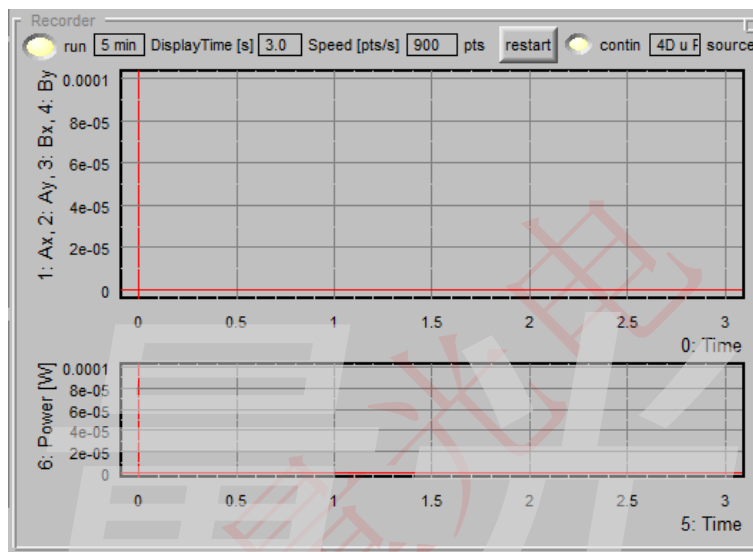 Recorder
run 5 min DisplayTime [s] 3.0 Speed [pts/s] 900 pts restart contin 4D u source
1: Ax, 2: Ay, 3: Bx, 4: By
0.0001
8e-05
6e-05
4e-05
2e-05
0
0 0.5 1 1.5 2 2.5 3
0: Time
6: Power [W]
0.0001
8e-05
6e-05
4e-05
2e-05
0
0 0.5 1 1.5 2 2.5 3
5: Time
光电